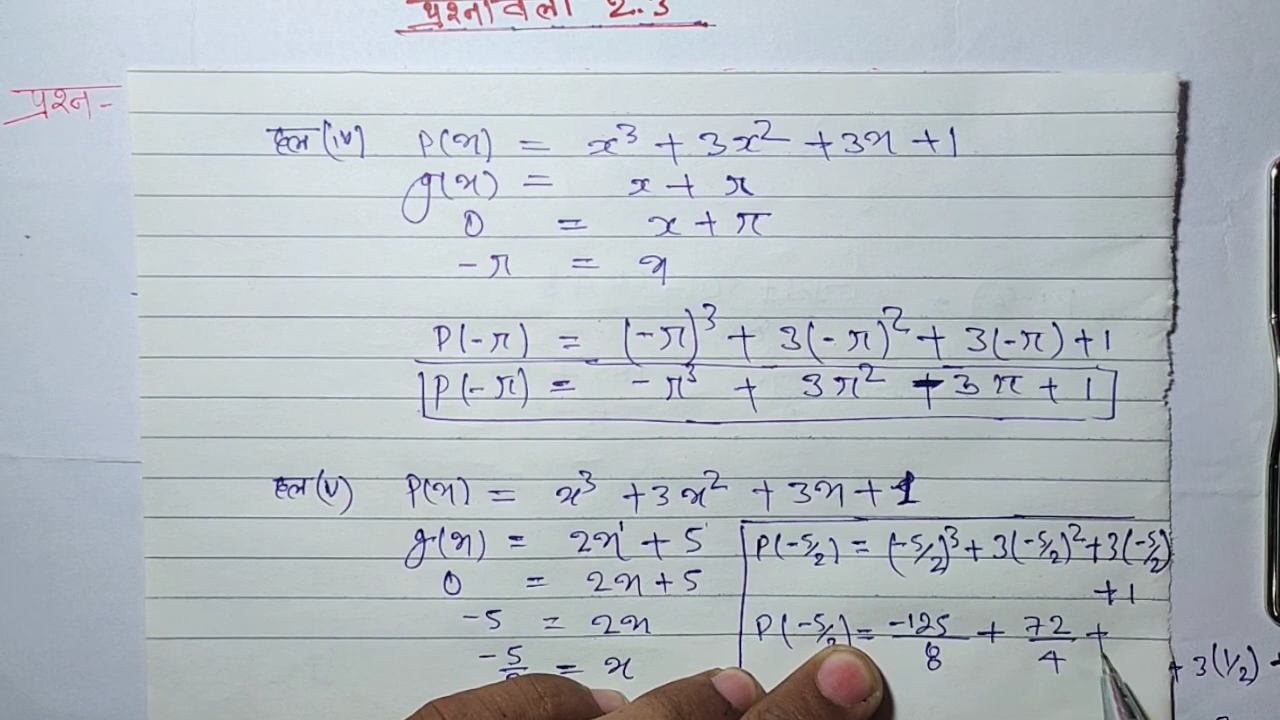 प्रश्नावली 2.3
प्रश्न-
हल (iv) P(x) = x³ + 3x² + 3x + 1
g(x) = x + π
0 = x + π
-π = x
P(-π) = (-π)³ + 3(-π)² + 3(-π) + 1
P(-π) = -π³ + 3π² - 3π + 1
हल (v) P(x) = x³ + 3x² + 3x + 1
g(x) = 2x + 5
0 = 2x + 5
-5 = 2x
-5/2 = x
P(-5/2) = (-5/2)³ + 3(-5/2)² + 3(-5/2)
+1
P(-5/2) = -125/8 + 72/4 +
+ 3(1/2) +